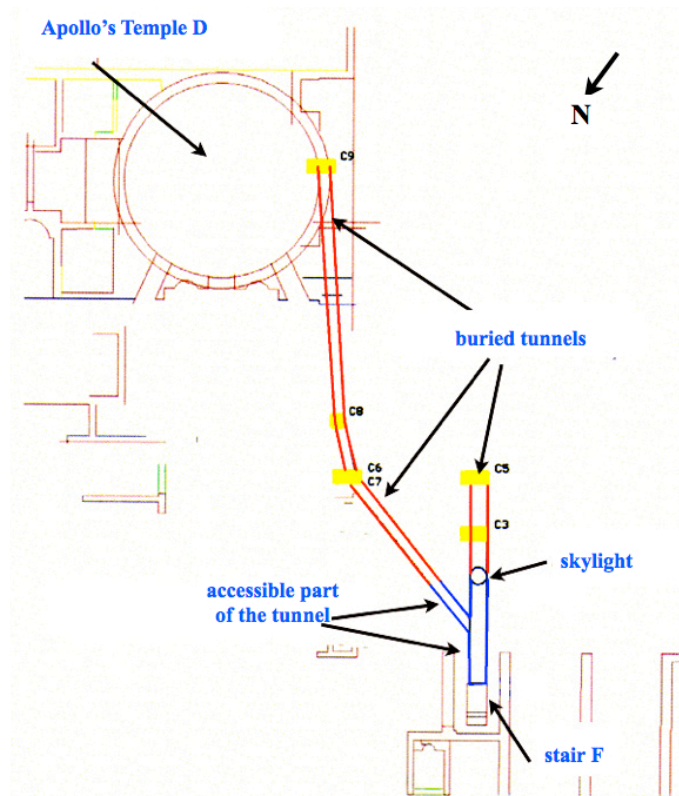 Apollo's Temple D
N
C9
buried tunnels
C8
C6
C7
C5
C3
skylight
accessible part
of the tunnel
stair F